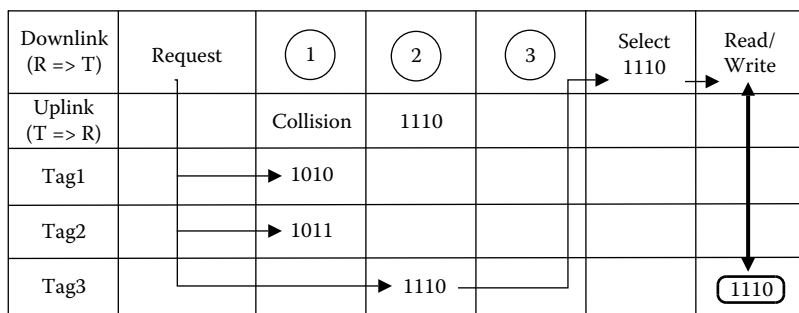 Downlink
(R => T)
Request
1
2
3
Select
1110
Read/
Write
Uplink
(T => R)
Collision
1110
Tag1
1010
Tag2
1011
Tag3
1110
1110